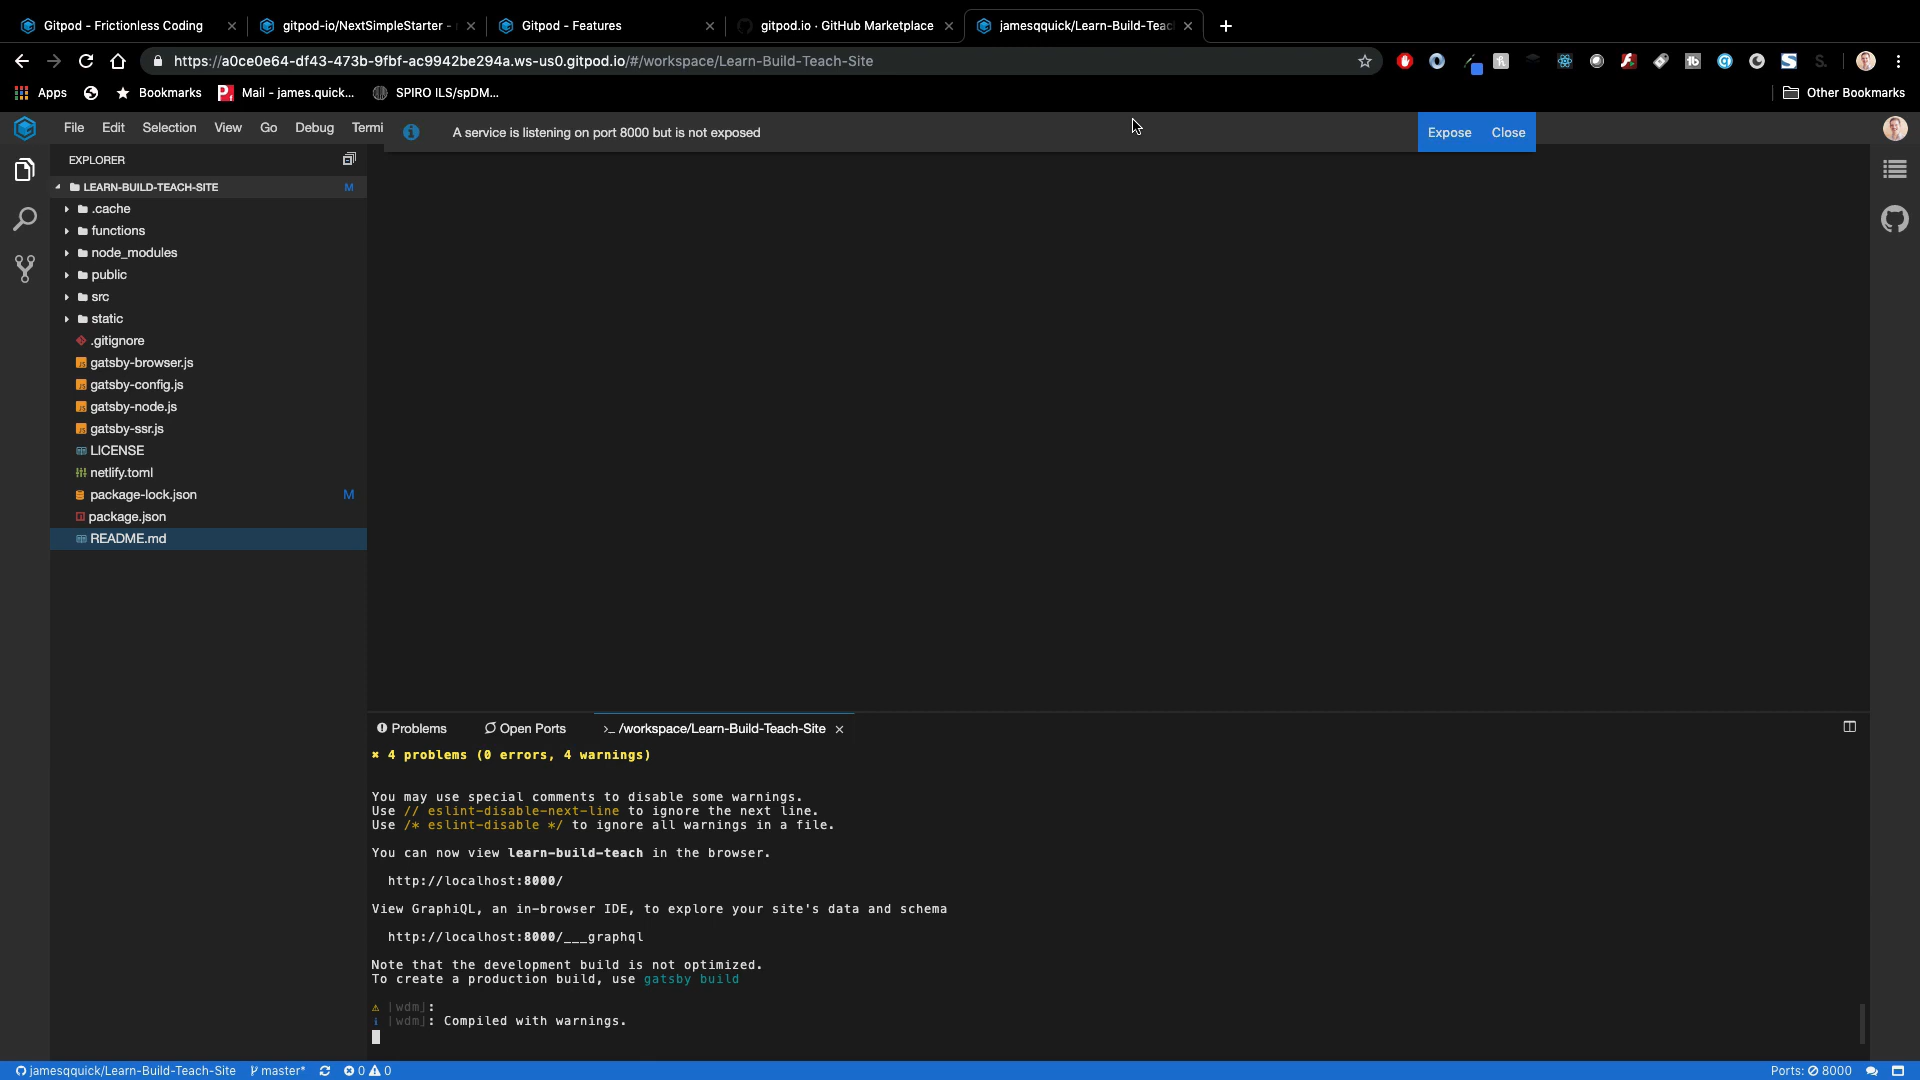 Gitpod - Frictionless Coding
gitpod-io/NextSimpleStarter -
Gitpod - Features
gitpod.io · GitHub Marketplace
jamesqquick/Learn-Build-Teac
https://a0ce0e64-df43-473b-9fbf-ac9942be294a.ws-us0.gitpod.io/#/workspace/Learn-Build-Teach-Site
Apps
Bookmarks
Mail - james.quick...
SPIRO ILS/spDM...
Other Bookmarks
File Edit Selection View Go Debug Termi
A service is listening on port 8000 but is not exposed
Expose Close
EXPLORER
LEARN-BUILD-TEACH-SITE M
.cache
functions
node_modules
public
src
static
.gitignore
gatsby-browser.js
gatsby-config.js
gatsby-node.js
gatsby-ssr.js
LICENSE
netlify.toml
package-lock.json M
package.json
README.md
Problems Open Ports >_ /workspace/Learn-Build-Teach-Site
✖ 4 problems (0 errors, 4 warnings)
You may use special comments to disable some warnings.
Use // eslint-disable-next-line to ignore the next line.
Use /* eslint-disable */ to ignore all warnings in a file.
You can now view learn-build-teach in the browser.
http://localhost:8000/
View GraphiQL, an in-browser IDE, to explore your site's data and schema
http://localhost:8000/___graphql
Note that the development build is not optimized.
To create a production build, use gatsby build
⚠ ｢wdm｣:
ℹ ｢wdm｣: Compiled with warnings.
jamesqquick/Learn-Build-Teach-Site master* 0 0
Ports: 8000